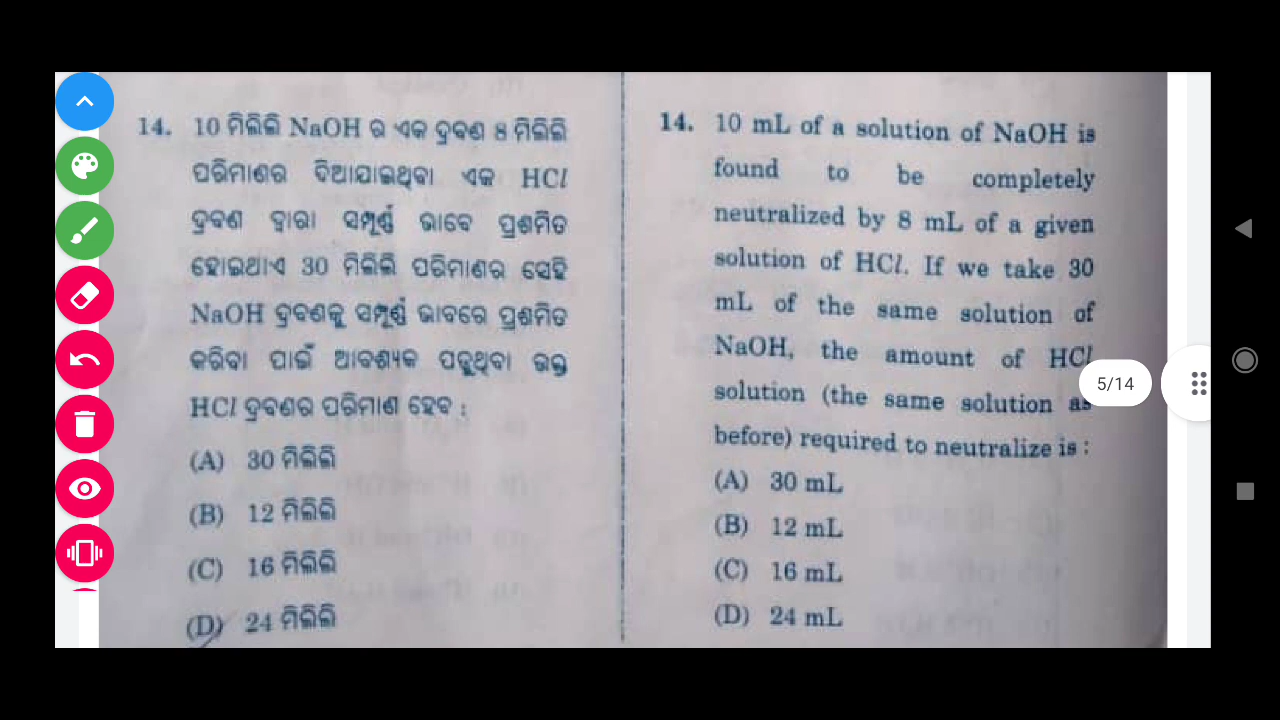 14. 10 ମିଲିଲି NaOH ର ଏକ ଦ୍ରବଣ 8 ମିଲିଲି
ପରିମାଣର ଦିଆଯାଇଥିବା ଏକ HCl
ଦ୍ରବଣ ଦ୍ୱାରା ସମ୍ପୂର୍ଣ୍ଣ ଭାବେ ପ୍ରଶମିତ
ହୋଇଥାଏ 30 ମିଲିଲି ପରିମାଣର ସେହି
NaOH ଦ୍ରବଣକୁ ସମ୍ପୂର୍ଣ୍ଣ ଭାବରେ ପ୍ରଶମିତ
କରିବା ପାଇଁ ଆବଶ୍ୟକ ପଡୁଥିବା ଉକ୍ତ
HCl ଦ୍ରବଣର ପରିମାଣ ହେବ :
(A) 30 ମିଲିଲି
(B) 12 ମିଲିଲି
(C) 16 ମିଲିଲି
(D) 24 ମିଲିଲି
14. 10 mL of a solution of NaOH is
found to be completely
neutralized by 8 mL of a given
solution of HCl. If we take 30
mL of the same solution of
NaOH, the amount of HCl
solution (the same solution as
before) required to neutralize is :
(A) 30 mL
(B) 12 mL
(C) 16 mL
(D) 24 mL
5/14